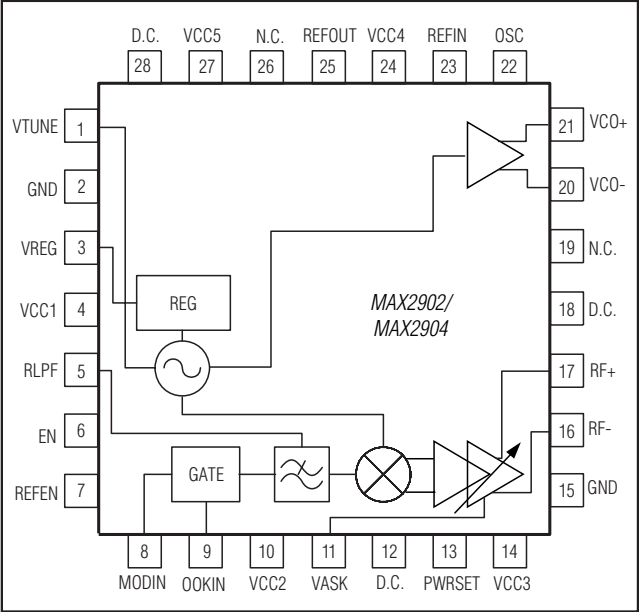 D.C. VCC5 N.C. REFOUT VCC4 REFIN OSC
28 27 26 25 24 23 22
VTUNE 1
GND 2
VREG 3
VCC1 4
RLPF 5
EN 6
REFEN 7
21 VCO+
20 VCO-
19 N.C.
18 D.C.
17 RF+
16 RF-
15 GND
REG
MAX2902/
MAX2904
GATE
8 9 10 11 12 13 14
MODIN OOKIN VCC2 VASK D.C. PWRSET VCC3